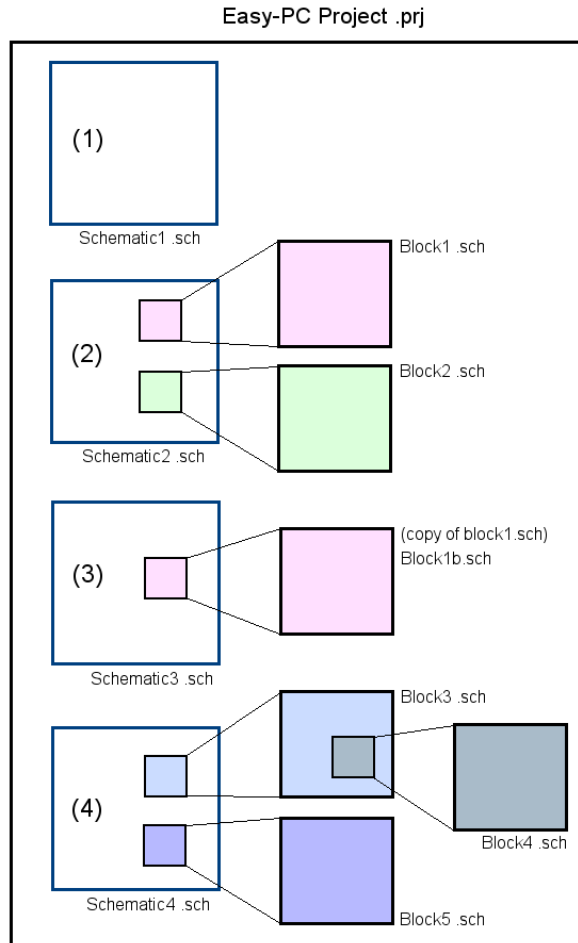 Easy-PC Project .prj
(1)
Schematic1 .sch
Block1 .sch
(2)
Block2 .sch
Schematic2 .sch
(copy of block1.sch)
Block1b.sch
(3)
Schematic3 .sch
Block3 .sch
(4)
Block4 .sch
Schematic4 .sch
Block5 .sch